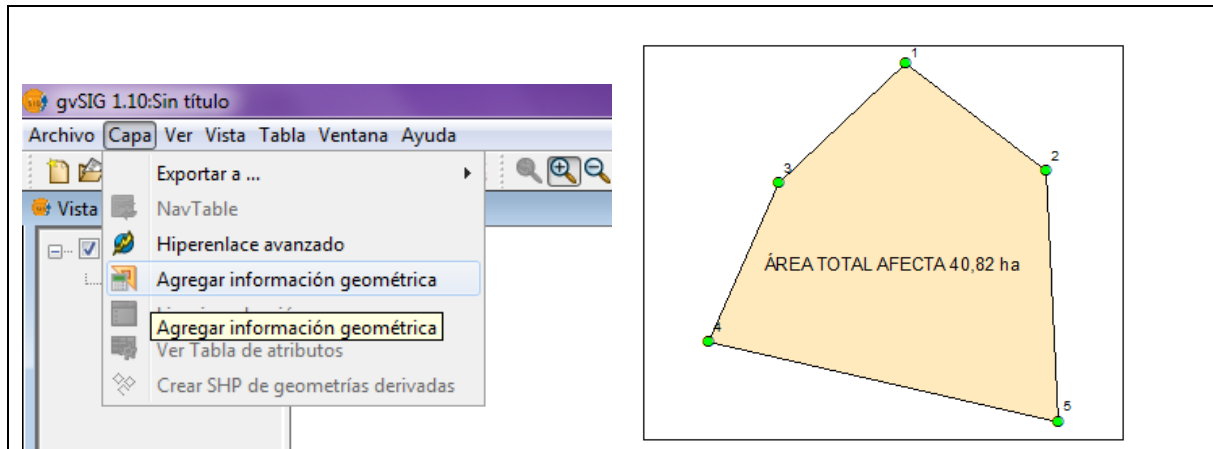 gvSIG 1.10:Sin título
Archivo Capa Ver Vista Tabla Ventana Ayuda
Exportar a ...
Vista
NavTable
Hiperenlace avanzado
Agregar información geométrica
Agregar información geométrica
Ver Tabla de atributos
Crear SHP de geometrías derivadas
1
2
3
ÁREA TOTAL AFECTA 40,82 ha
4
5